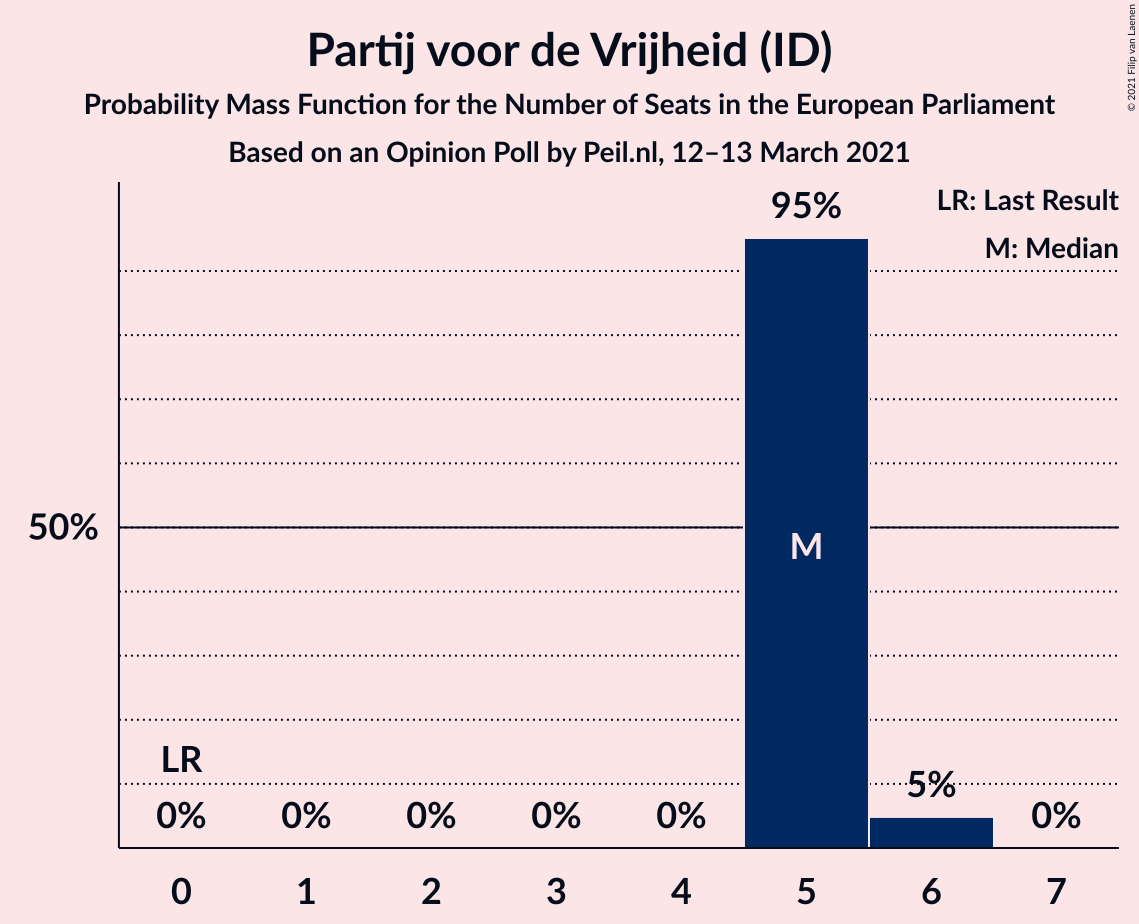 Partij voor de Vrijheid (ID)
Probability Mass Function for the Number of Seats in the European Parliament
Based on an Opinion Poll by Peil.nl, 12–13 March 2021
© 2021 Filip van Laenen
LR: Last Result
M: Median
95%
50%
M
LR
0%
0%
0%
0%
0%
5%
0%
0
1
2
3
4
5
6
7